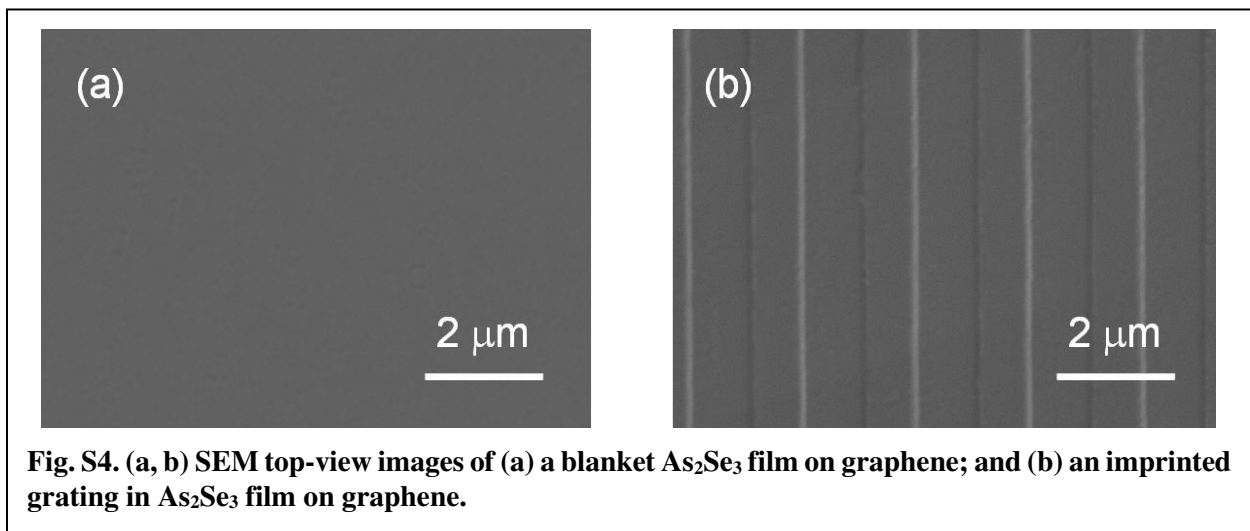 (a)
2 μm
(b)
2 μm
Fig. S4. (a, b) SEM top-view images of (a) a blanket As₂Se₃ film on graphene; and (b) an imprinted
grating in As₂Se₃ film on graphene.